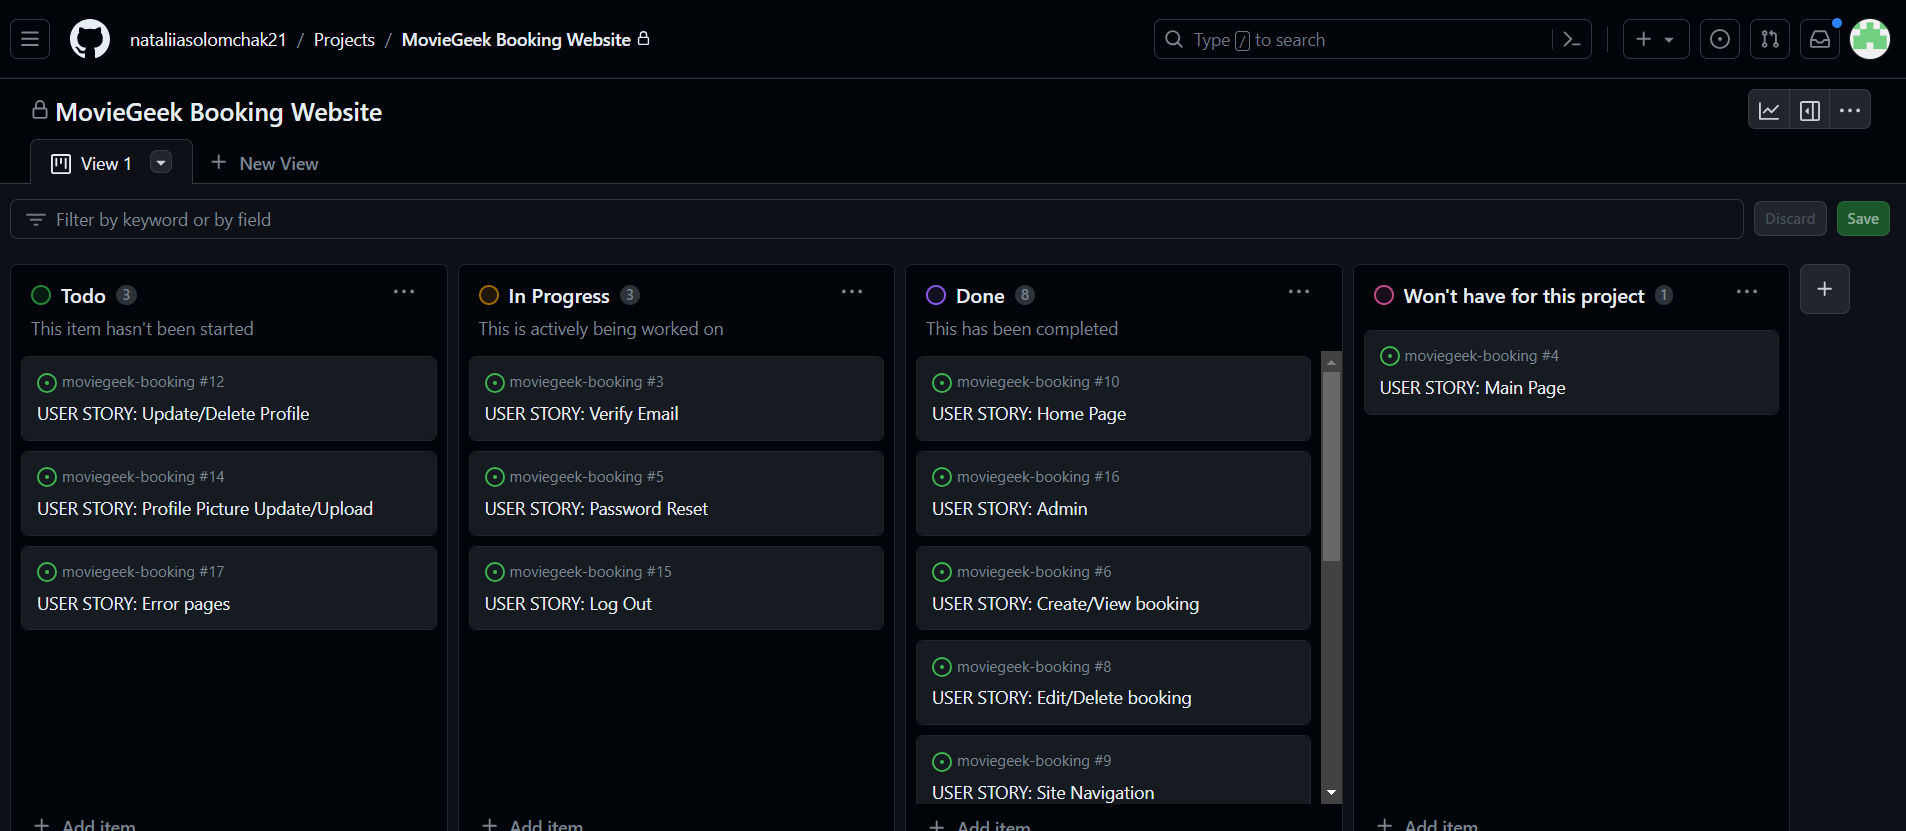 nataliiasolomchak21 / Projects / MovieGeek Booking Website
Type / to search
MovieGeek Booking Website
View 1
New View
Filter by keyword or by field
Discard
Save
Todo 3
This item hasn't been started
moviegeek-booking #12
USER STORY: Update/Delete Profile
moviegeek-booking #14
USER STORY: Profile Picture Update/Upload
moviegeek-booking #17
USER STORY: Error pages
Add item
In Progress 3
This is actively being worked on
moviegeek-booking #3
USER STORY: Verify Email
moviegeek-booking #5
USER STORY: Password Reset
moviegeek-booking #15
USER STORY: Log Out
Add item
Done 8
This has been completed
moviegeek-booking #10
USER STORY: Home Page
moviegeek-booking #16
USER STORY: Admin
moviegeek-booking #6
USER STORY: Create/View booking
moviegeek-booking #8
USER STORY: Edit/Delete booking
moviegeek-booking #9
USER STORY: Site Navigation
Add item
Won't have for this project 1
moviegeek-booking #4
USER STORY: Main Page
Add item